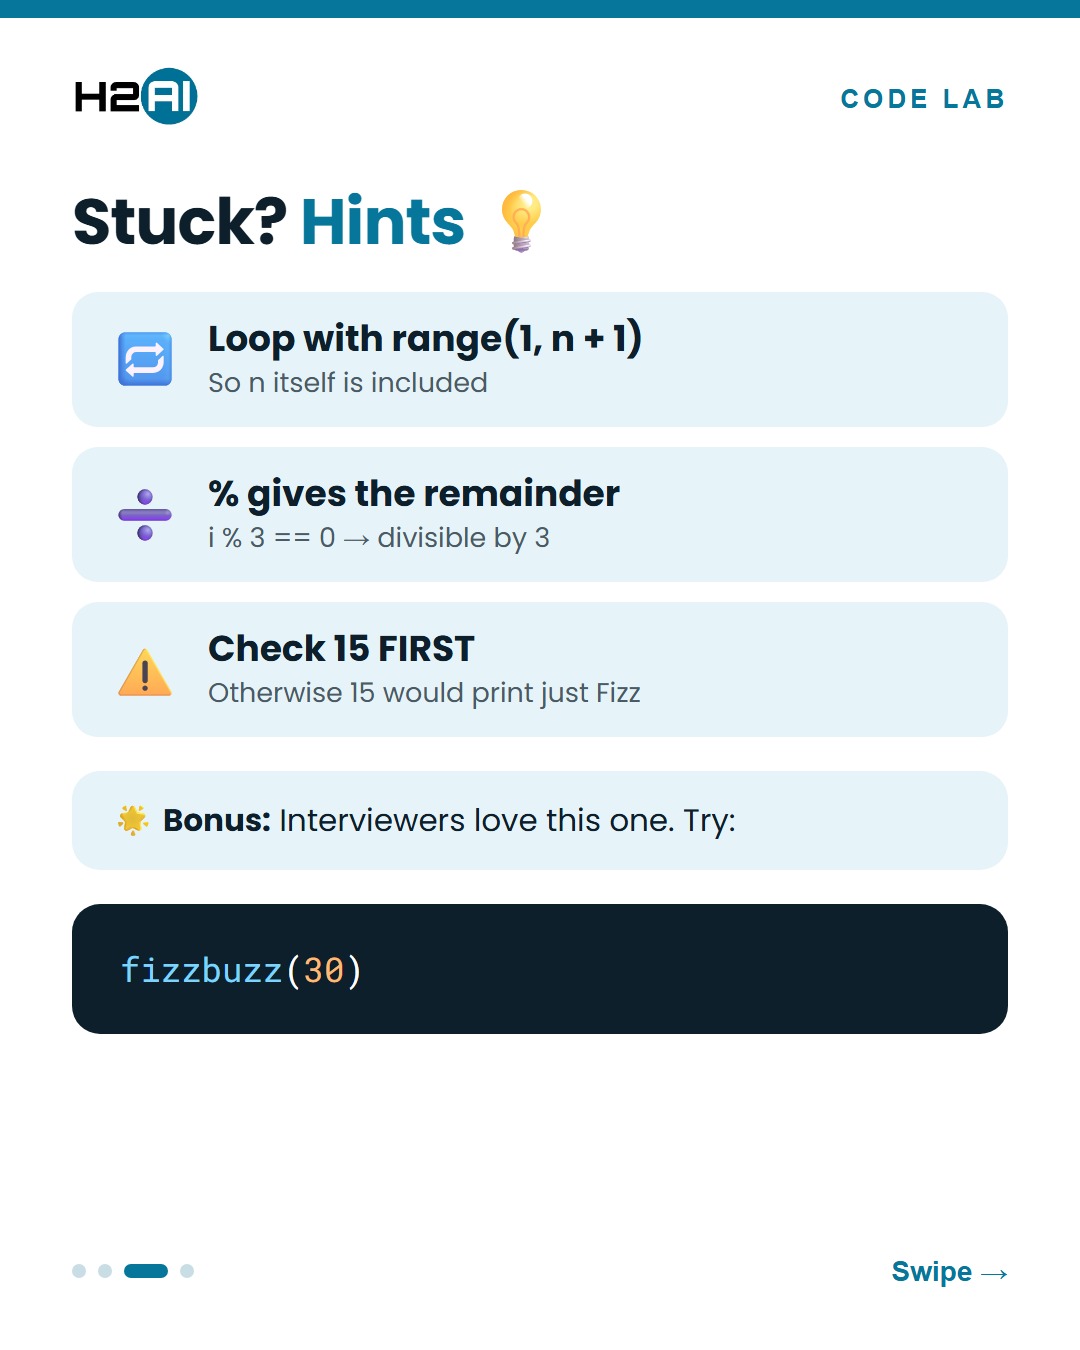 H2AI
CODE LAB
Stuck? Hints
Loop with range(1, n + 1)
So n itself is included
% gives the remainder
i % 3 == 0 → divisible by 3
Check 15 FIRST
Otherwise 15 would print just Fizz
Bonus: Interviewers love this one. Try:
fizzbuzz(30)
Swipe →